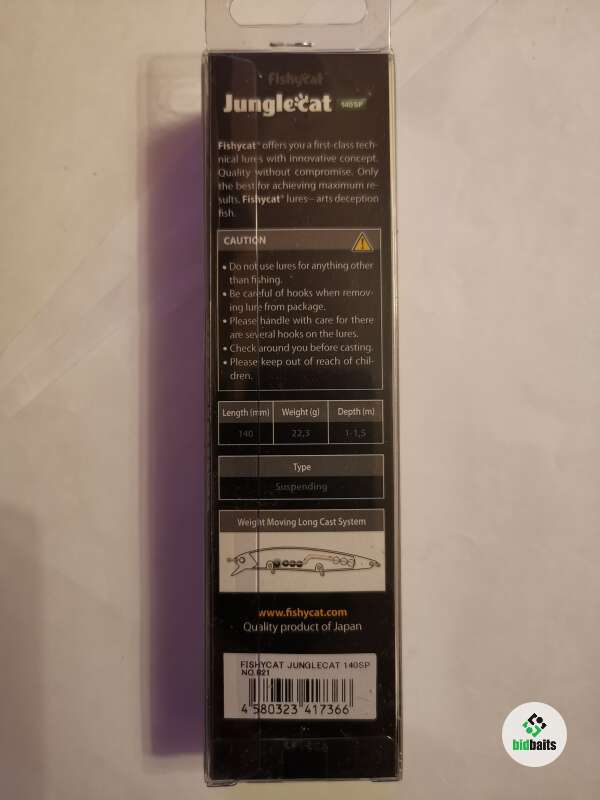 Fishycat
Junglecat 140SP
Fishycat® offers you a first-class tech-
nical lures with innovative concept.
Quality without compromise. Only
the best for achieving maximum re-
sults. Fishycat® lures – arts deception
fish.
CAUTION
• Do not use lures for anything other
than fishing.
• Be careful of hooks when remov-
ing lure from package.
• Please handle with care for there
are several hooks on the lures.
• Check around you before casting.
• Please keep out of reach of chil-
dren.
Length (mm) Weight (g) Depth (m)
140 22,3 1-1,5
Type
Suspending
Weight Moving Long Cast System
www.fishycat.com
Quality product of Japan
FISHYCAT JUNGLECAT 140SP
NO.R21
4 580323 417366
bidbaits